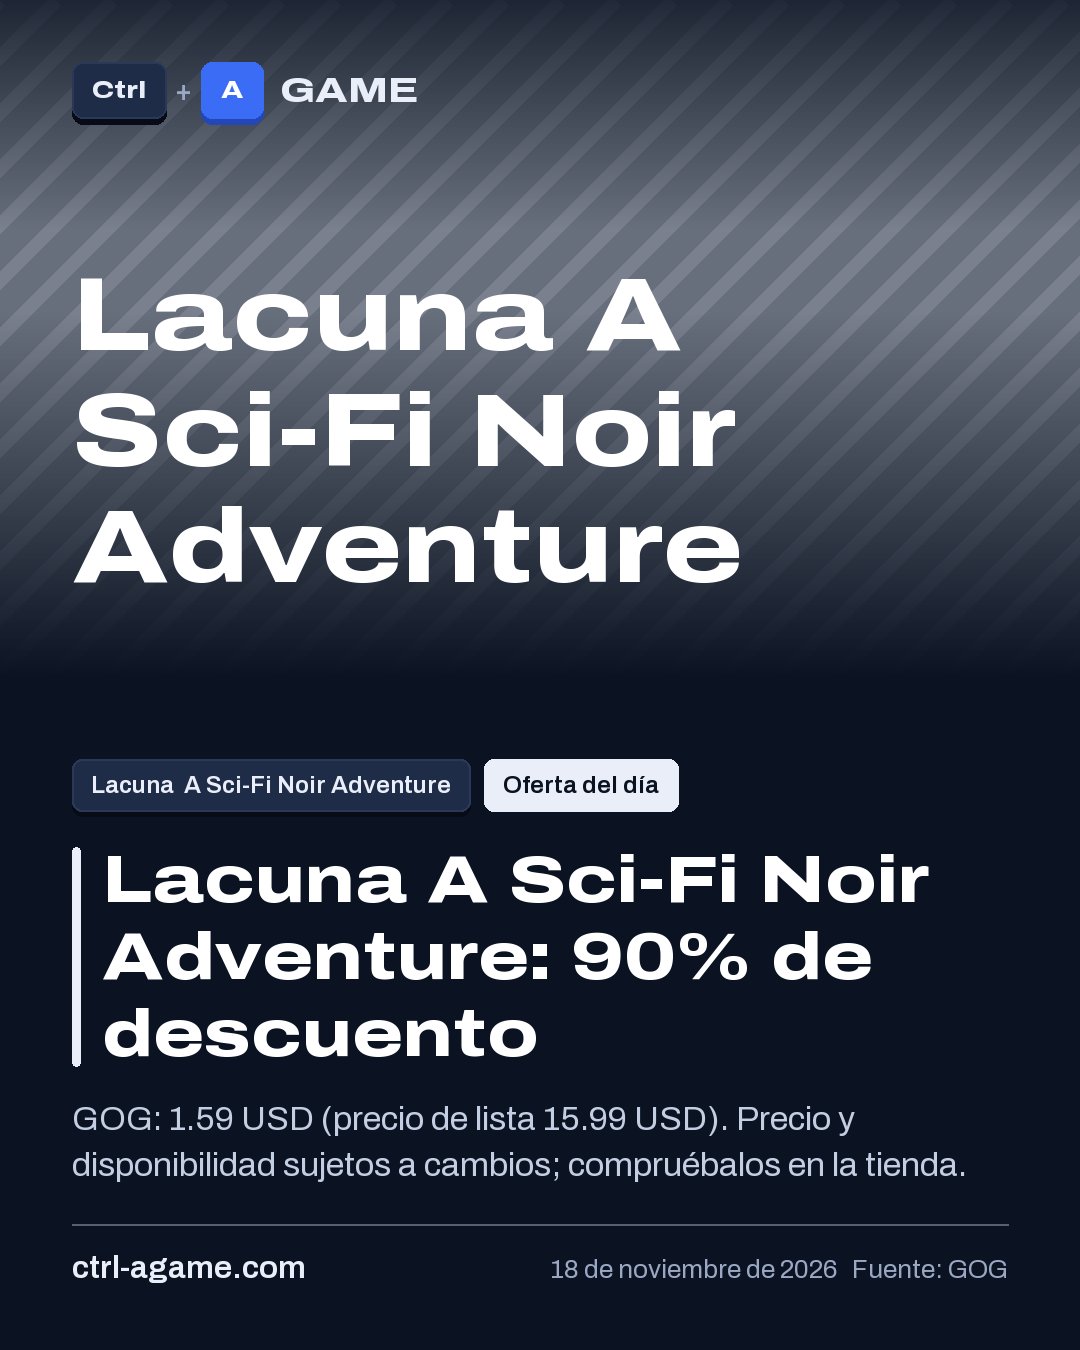 Ctrl + A GAME
Lacuna A
Sci-Fi Noir
Adventure
Lacuna  A Sci-Fi Noir Adventure
Oferta del día
Lacuna A Sci-Fi Noir
Adventure: 90% de
descuento
GOG: 1.59 USD (precio de lista 15.99 USD). Precio y
disponibilidad sujetos a cambios; compruébalos en la tienda.
ctrl-agame.com
18 de noviembre de 2026  Fuente: GOG